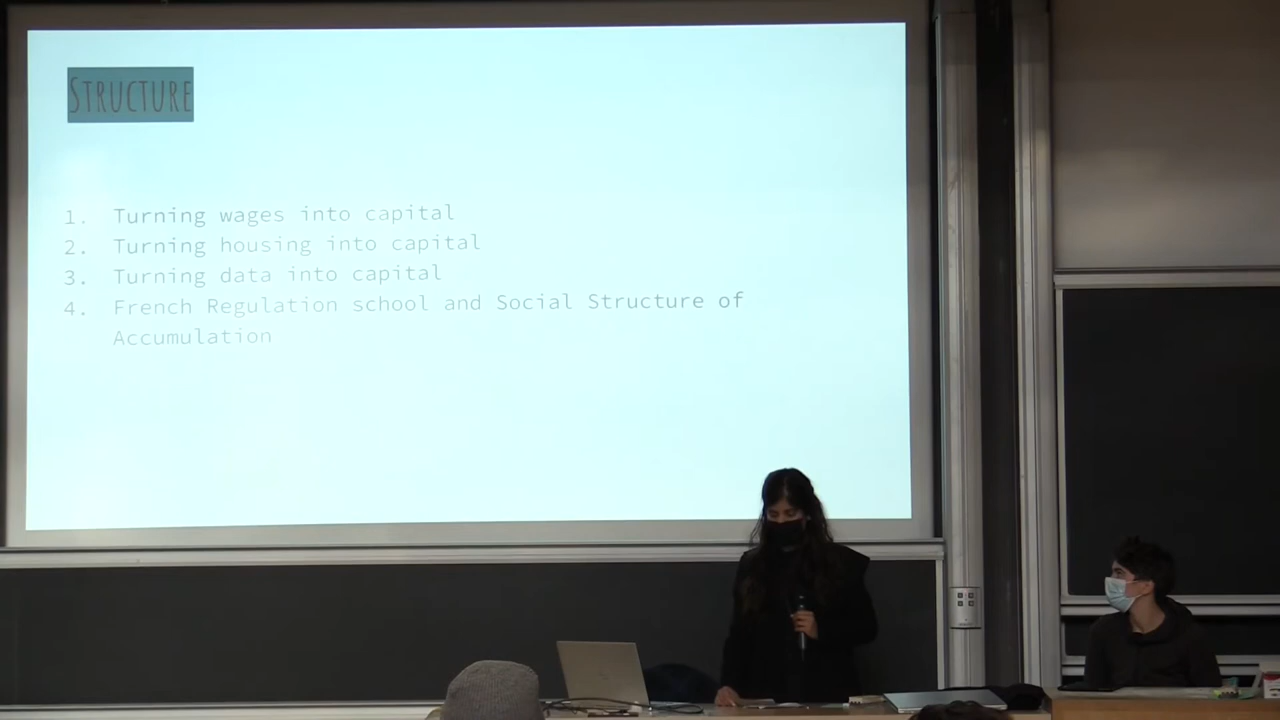 STRUCTURE
1. Turning wages into capital
2. Turning housing into capital
3. Turning data into capital
4. French Regulation school and Social Structure of
Accumulation